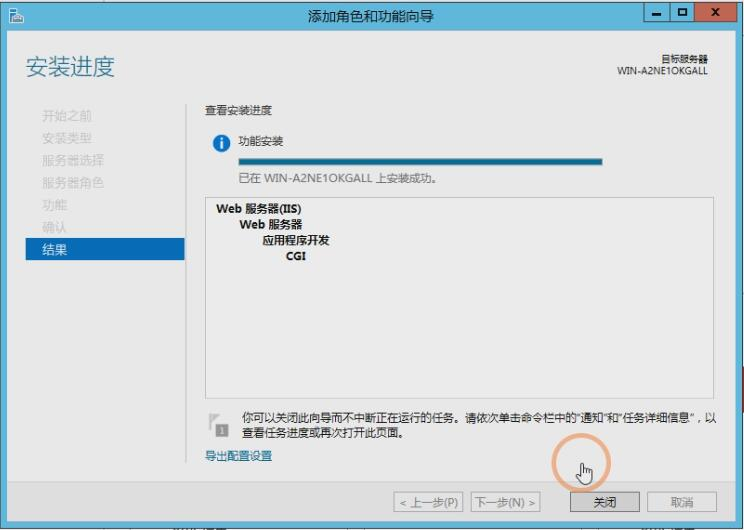 添加角色和功能向导
安装进度
目标服务器
WIN-A2NE1OKGALL
开始之前
安装类型
服务器选择
服务器角色
功能
确认
结果
查看安装进度
功能安装
已在 WIN-A2NE1OKGALL 上安装成功。
Web 服务器(IIS)
Web 服务器
应用程序开发
CGI
你可以关闭此向导而不中断正在运行的任务。请依次单击命令栏中的"通知"和"任务详细信息"，以
查看任务进度或再次打开此页面。
1
导出配置设置
< 上一步(P)
下一步(N) >
关闭
取消